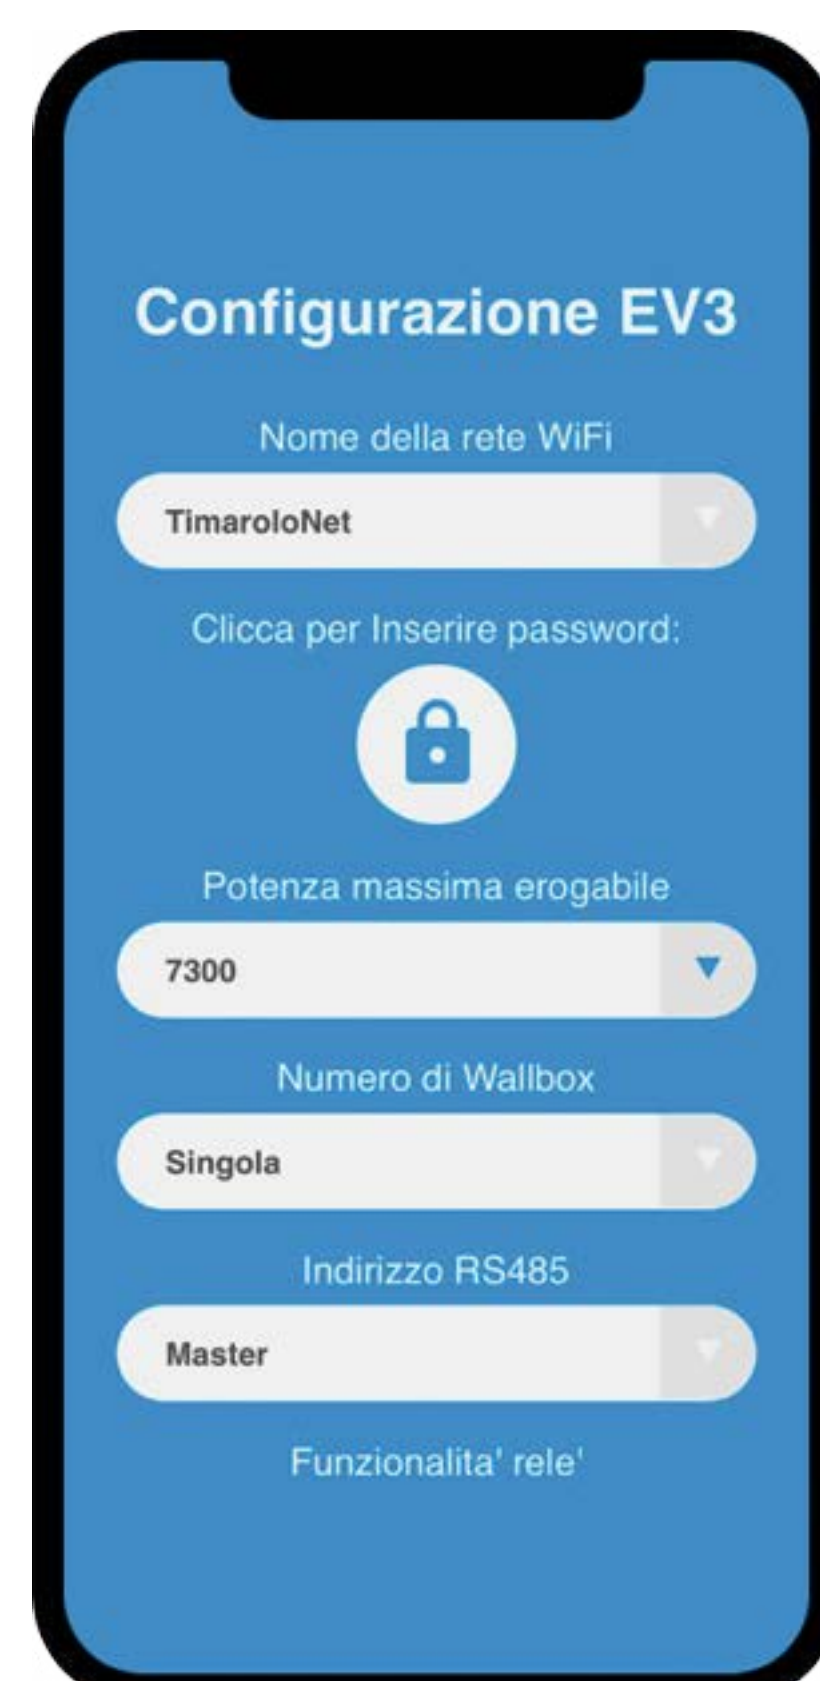 Configurazione EV3
Nome della rete WiFi
TimaroloNet
Clicca per Inserire password:
Potenza massima erogabile
7300
Numero di Wallbox
Singola
Indirizzo RS485
Master
Funzionalita' rele'